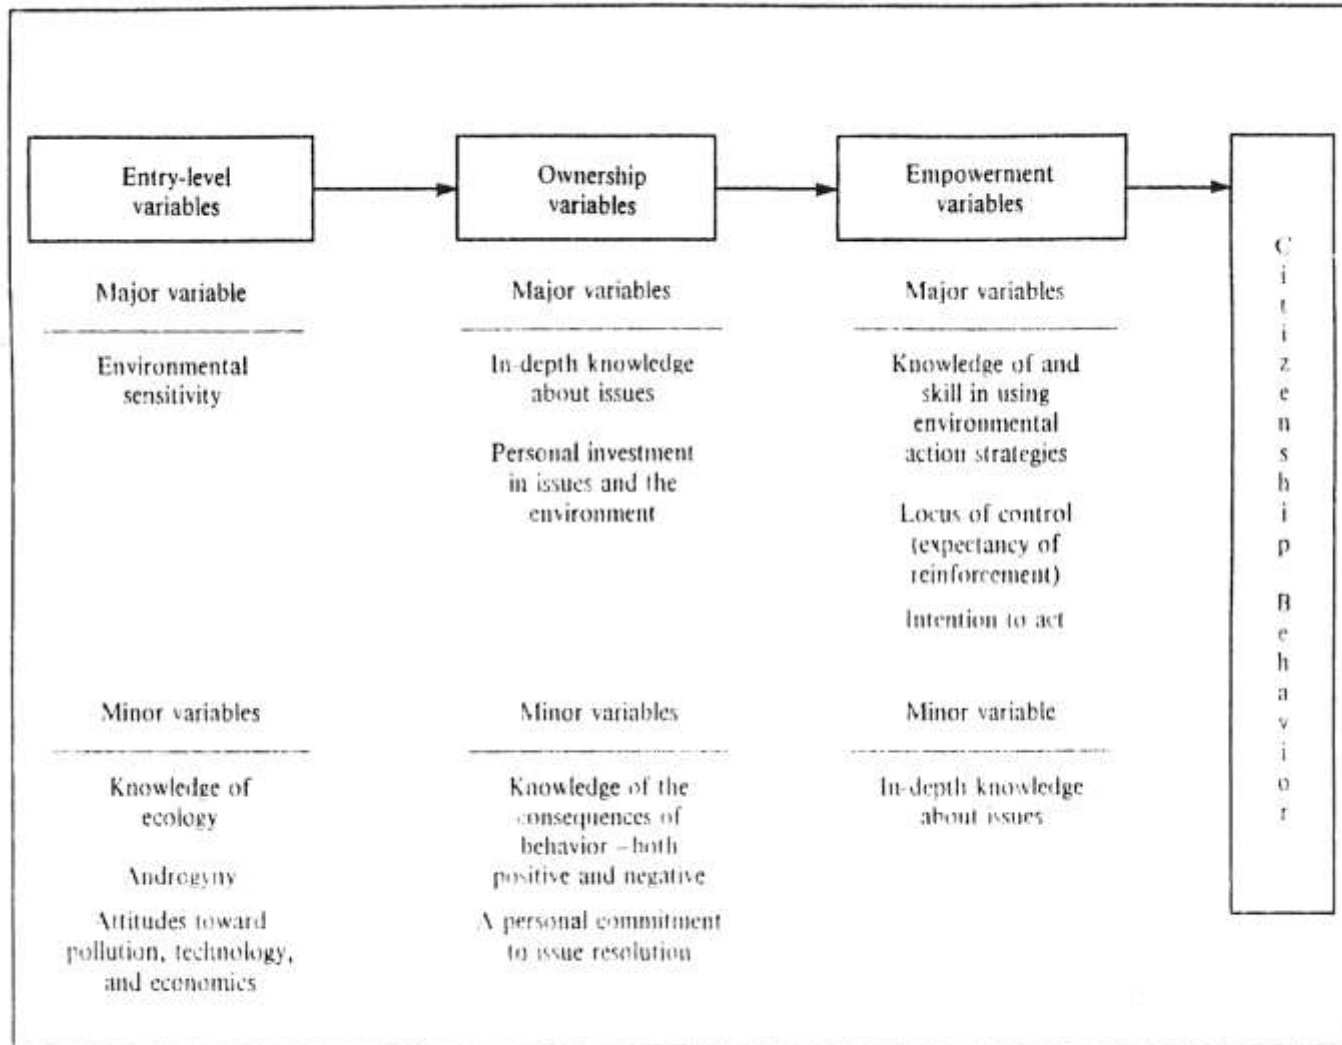 Entry-level
variables
Ownership
variables
Empowerment
variables
Major variable
Environmental
sensitivity
Major variables
In-depth knowledge
about issues
Personal investment
in issues and the
environment
Major variables
Knowledge of and
skill in using
environmental
action strategies
Locus of control
(expectancy of
reinforcement)
Intention to act
Minor variables
Knowledge of
ecology
Androgyny
Attitudes toward
pollution, technology,
and economics
Minor variables
Knowledge of the
consequences of
behavior –both
positive and negative
A personal commitment
to issue resolution
Minor variable
In-depth knowledge
about issues
Citizenship Behavior